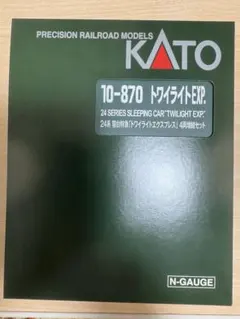 PRECISION RAILROAD MODELS
KATO
10-870 トワイライトEXP.
24 SERIES SLEEPING CAR "TWILIGHT EXP."
24系 寝台特急「トワイライトエクスプレス」 4両増結セット
N-GAUGE